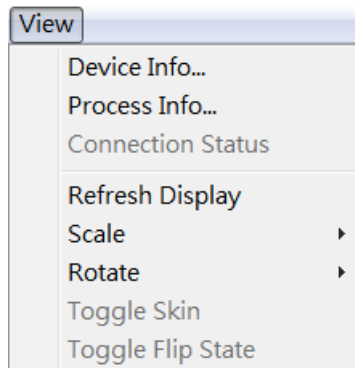 View
Device Info...
Process Info...
Connection Status
Refresh Display
Scale
Rotate
Toggle Skin
Toggle Flip State